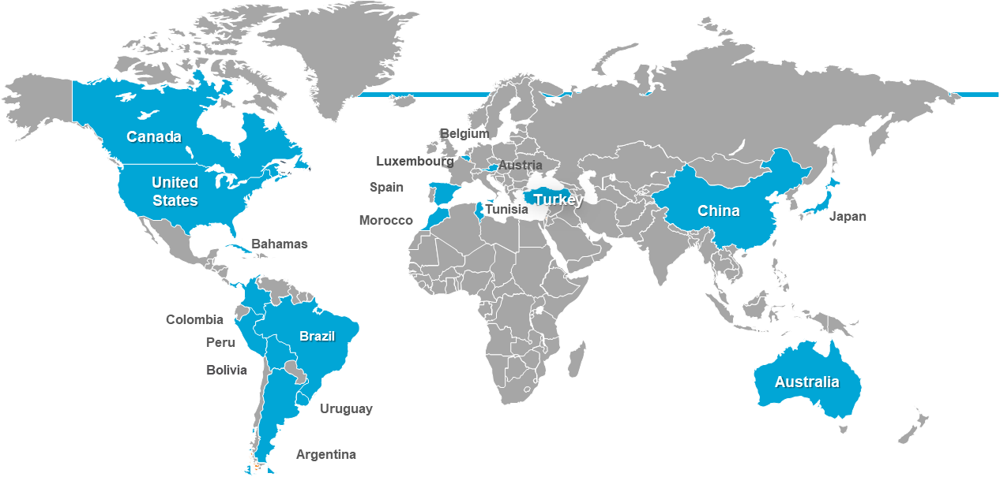 Belgium
Canada
Luxembourg
Austria
United
States
Spain
Turkey
Tunisia
China
Morocco
Japan
Bahamas
Colombia
Brazil
Peru
Bolivia
Australia
Uruguay
Argentina